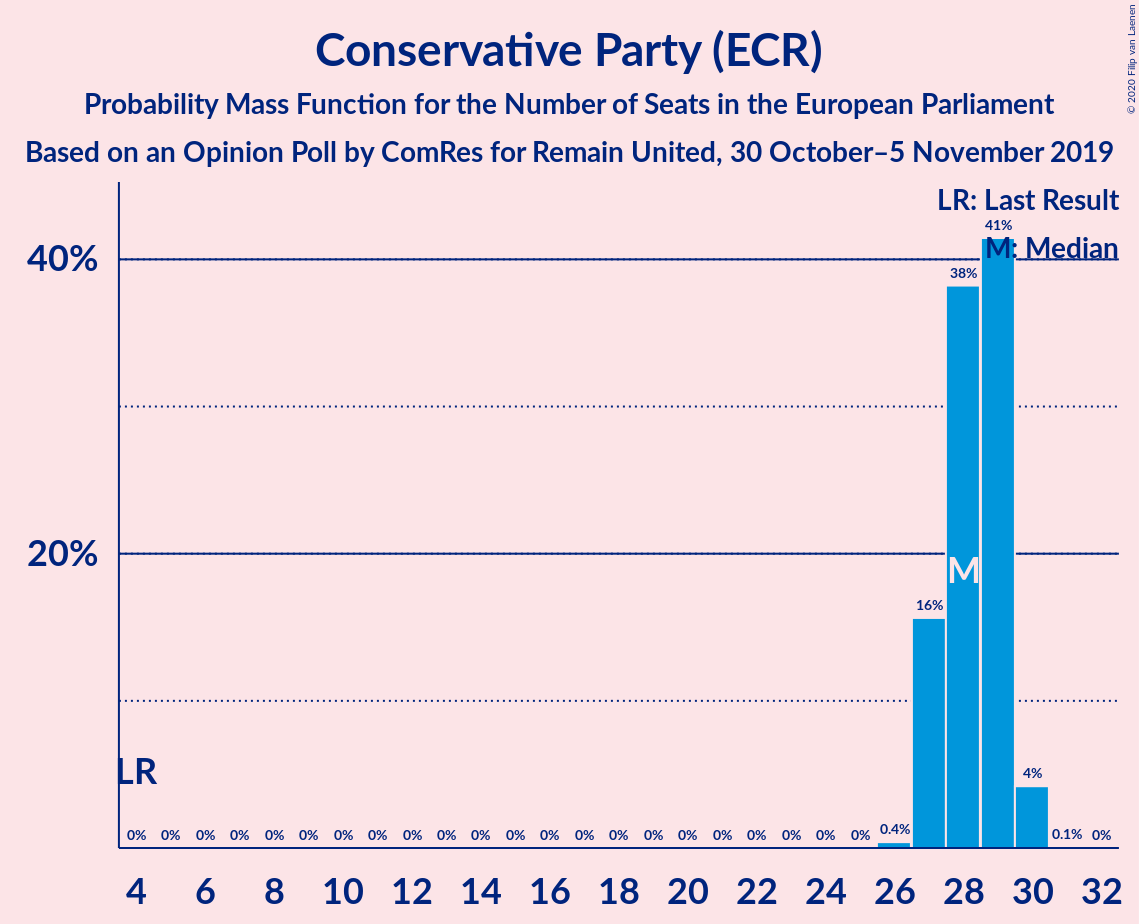 Conservative Party (ECR)
Probability Mass Function for the Number of Seats in the European Parliament
Based on an Opinion Poll by ComRes for Remain United, 30 October–5 November 2019
© 2020 Filip van Laenen
LR: Last Result
41%
M: Median
40%
38%
20%
M
16%
LR
4%
0% 0% 0% 0% 0% 0% 0% 0% 0% 0% 0% 0% 0% 0% 0% 0% 0% 0% 0% 0% 0% 0% 0.4% 0.1% 0%
4 6 8 10 12 14 16 18 20 22 24 26 28 30 32